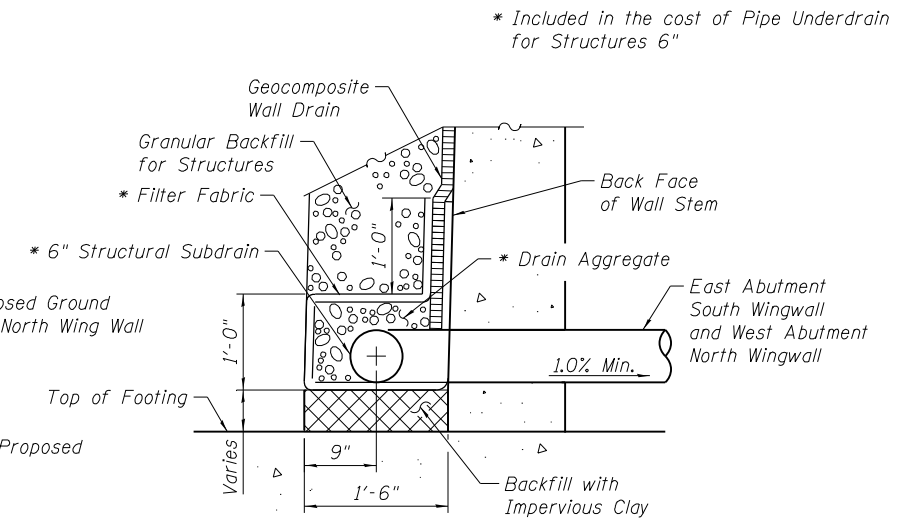 * Included in the cost of Pipe Underdrain
for Structures 6"
Geocomposite
Wall Drain
Granular Backfill
for Structures
* Filter Fabric
* 6" Structural Subdrain
Back Face
of Wall Stem
1'-0"
* Drain Aggregate
osed Ground
North Wing Wall
East Abutment
South Wingwall
and West Abutment
North Wingwall
1'-0"
1.0% Min.
Top of Footing
Proposed
Varies
9"
1'-6"
Backfill with
Impervious Clay